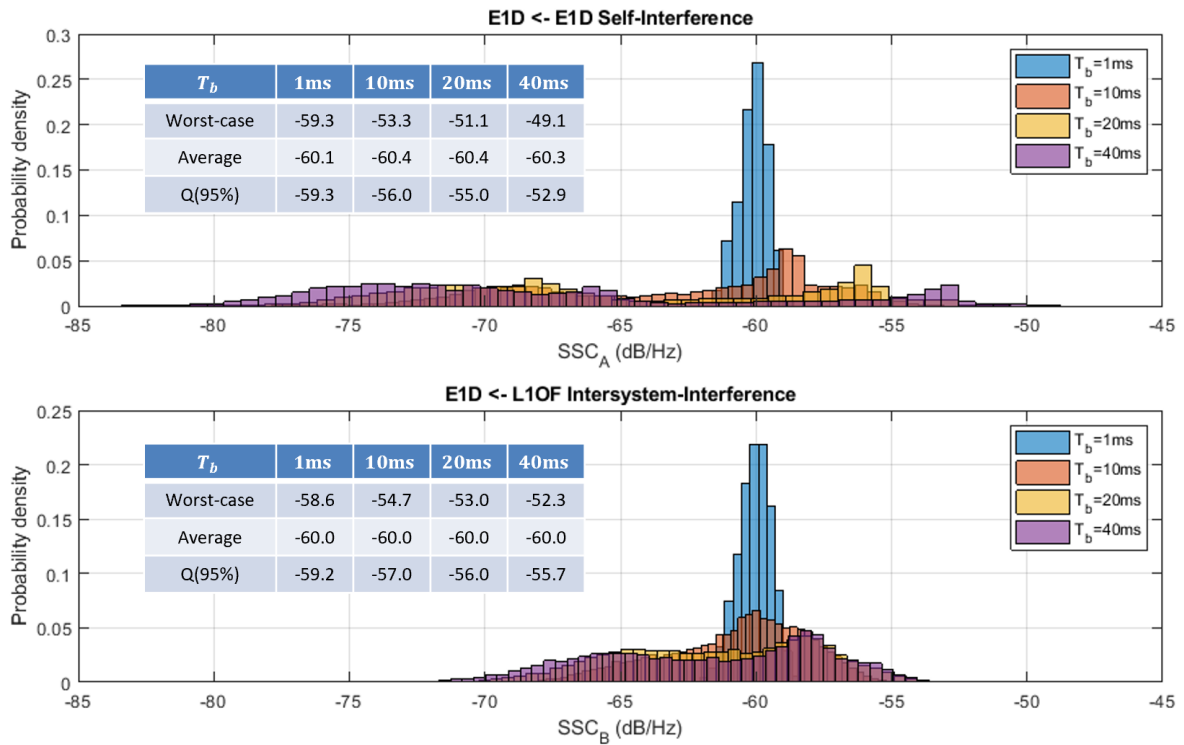 E1D <- E1D Self-Interference
Probability density
0.3
0.25
0.2
0.15
0.1
0.05
0
T_b 1ms 10ms 20ms 40ms
Worst-case -59.3 -53.3 -51.1 -49.1
Average -60.1 -60.4 -60.4 -60.3
Q(95%) -59.3 -56.0 -55.0 -52.9
T_b=1ms
T_b=10ms
T_b=20ms
T_b=40ms
-85 -80 -75 -70 -65 -60 -55 -50 -45
SSC_A (dB/Hz)
E1D <- L1OF Intersystem-Interference
Probability density
0.25
0.2
0.15
0.1
0.05
0
T_b 1ms 10ms 20ms 40ms
Worst-case -58.6 -54.7 -53.0 -52.3
Average -60.0 -60.0 -60.0 -60.0
Q(95%) -59.2 -57.0 -56.0 -55.7
T_b=1ms
T_b=10ms
T_b=20ms
T_b=40ms
-85 -80 -75 -70 -65 -60 -55 -50 -45
SSC_B (dB/Hz)